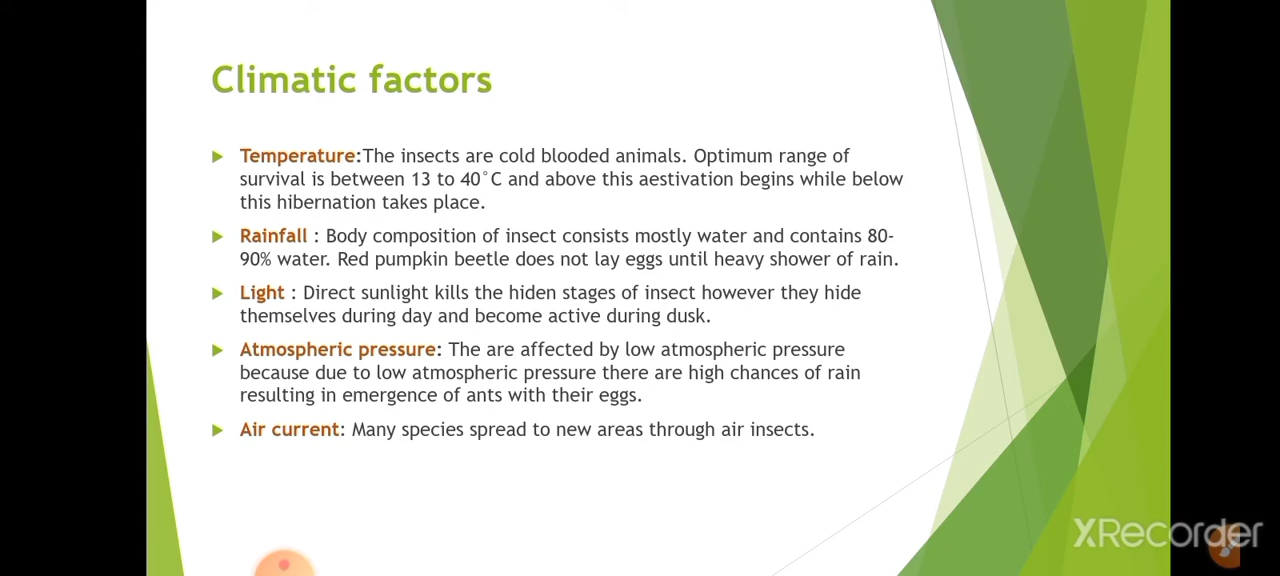 Climatic factors
Temperature:The insects are cold blooded animals. Optimum range of
survival is between 13 to 40°C and above this aestivation begins while below
this hibernation takes place.
Rainfall : Body composition of insect consists mostly water and contains 80-
90% water. Red pumpkin beetle does not lay eggs until heavy shower of rain.
Light : Direct sunlight kills the hiden stages of insect however they hide
themselves during day and become active during dusk.
Atmospheric pressure: The are affected by low atmospheric pressure
because due to low atmospheric pressure there are high chances of rain
resulting in emergence of ants with their eggs.
Air current: Many species spread to new areas through air insects.
XRecorder